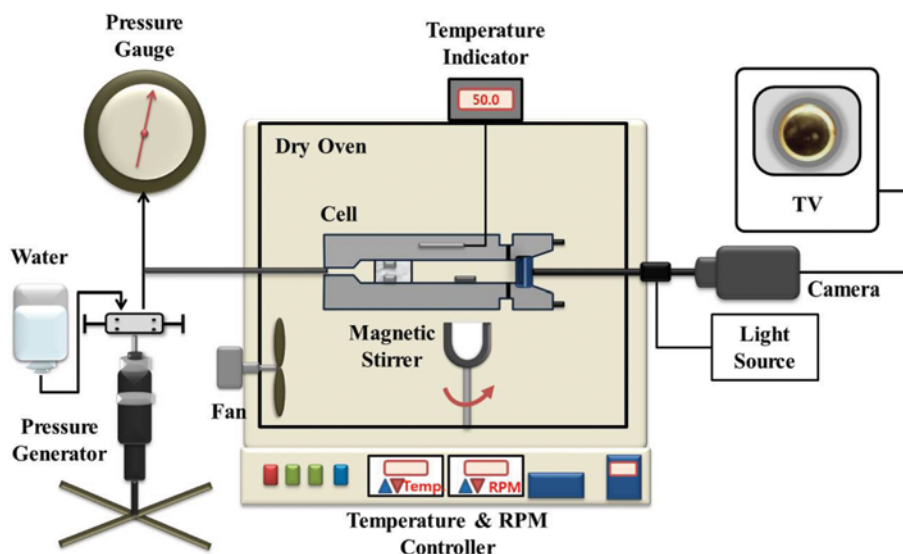 Pressure
Gauge
Temperature
Indicator
50.0
Dry Oven
TV
Cell
Water
Camera
Magnetic
Stirrer
Light
Source
Fan
Pressure
Generator
Temp
RPM
Temperature & RPM
Controller